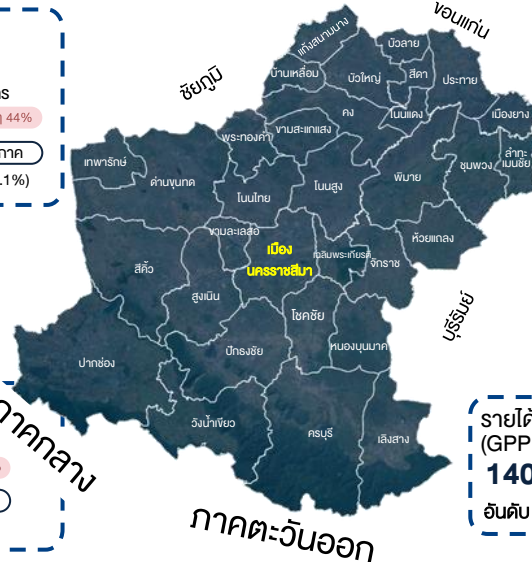 ขอนแก่น
แก้งสนามนาง
บัวลาย
ชัยภูมิ
บ้านเหลื่อม
บัวใหญ่
สีดา
ประทาย
44%
ภาค
.1%)
คง
โนนแดง
เมืองยาง
พระทองคำ
ขามสะแกแสง
เทพารักษ์
ด่านขุนทด
โนนไทย
โนนสูง
พิมาย
ชุมพวง
ลำทะ
เมนชัย
ขามทะเลสอ
เมือง
นครราชสีมา
เฉลิมพระเกียรติ
จักราช
ห้วยแถลง
สีคิ้ว
สูงเนิน
โชคชัย
หนองบุญมาก
บุรีรัมย์
ปากช่อง
ปักธงชัย
วังน้ำเขียว
ครบุรี
เสิงสาง
ภาคกลาง
ภาคตะวันออก
รายได้
(GPP
140
อันดับ